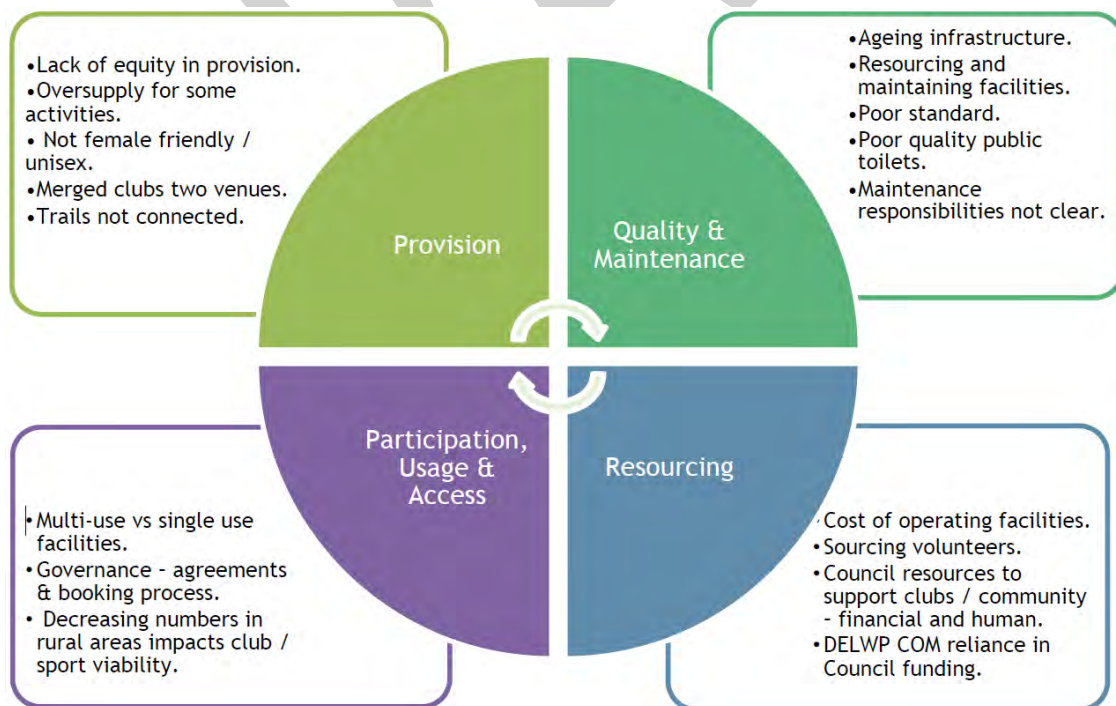 •Lack of equity in provision.
•Oversupply for some
activities.
• Not female friendly /
unisex.
•Merged clubs two venues.
•Trails not connected.
•Ageing infrastructure.
•Resourcing and
maintaining facilities.
•Poor standard.
•Poor quality public
toilets.
•Maintenance
responsibilities not clear.
Provision
Quality &
Maintenance
Participation,
Usage &
Access
Resourcing
• Multi-use vs single use
facilities.
• Governance – agreements
& booking process.
• Decreasing numbers in
rural areas impacts club /
sport viability.
• Cost of operating facilities.
• Sourcing volunteers.
• Council resources to
support clubs / community
– financial and human.
• DELWP COM reliance in
Council funding.